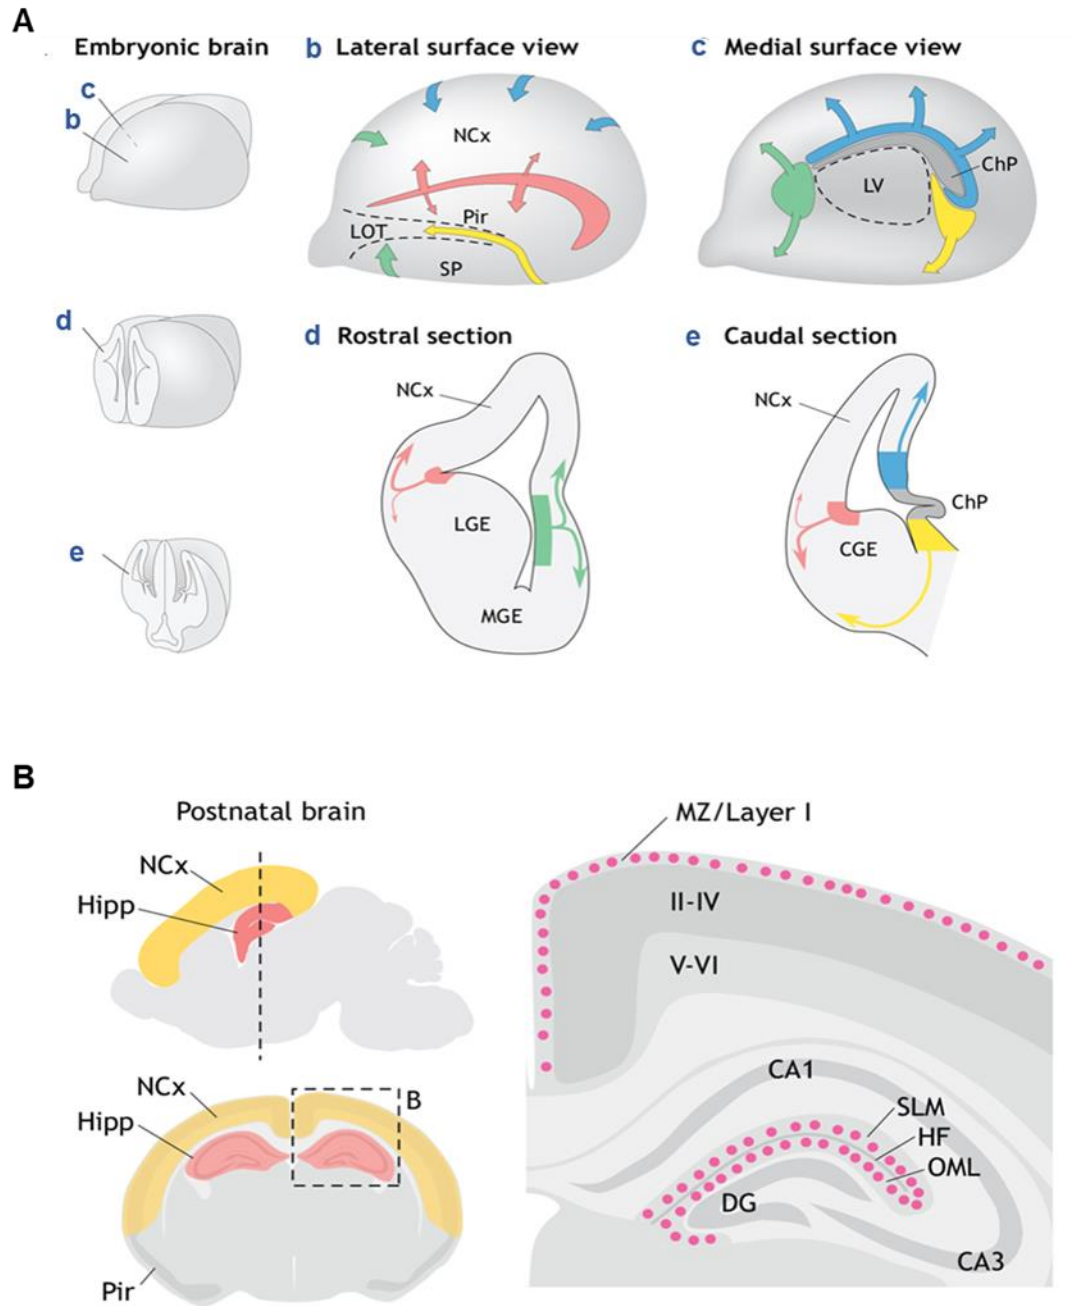 A
Embryonic brain
b Lateral surface view
c Medial surface view
c
b
NCx
Pir
LOT
SP
ChP
LV
d
d Rostral section
e Caudal section
NCx
LGE
MGE
NCx
ChP
CGE
e
B
Postnatal brain
NCx
Hipp
NCx
Hipp
B
Pir
MZ/Layer I
II-IV
V-VI
CA1
SLM
HF
OML
DG
CA3